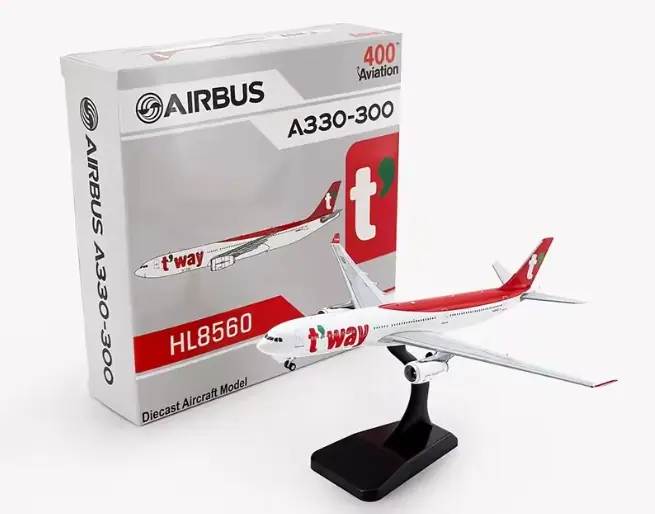 400
Aviation
AIRBUS
A330-300
AIRBUS A330-300
t'
t'way
HL8560
Diecast Aircraft Model
t'way
t'